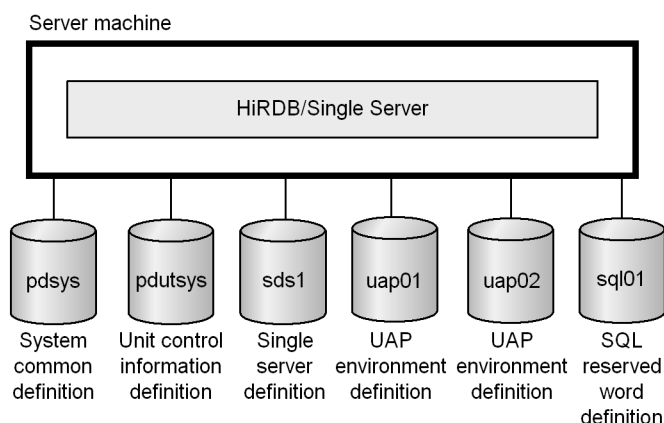 Server machine
HiRDB/Single Server
pdsys
pdutsys
sds1
uap01
uap02
sql01
System
common
definition
Unit control
information
definition
Single
server
definition
UAP
environment
definition
UAP
environment
definition
SQL
reserved
word
definition